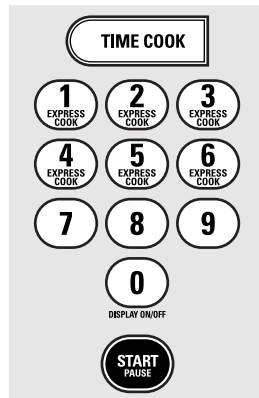 TIME COOK
1 2 3
EXPRESS COOK EXPRESS COOK EXPRESS COOK
4 5 6
EXPRESS COOK EXPRESS COOK EXPRESS COOK
7 8 9
0
DISPLAY ON/OFF
START
PAUSE